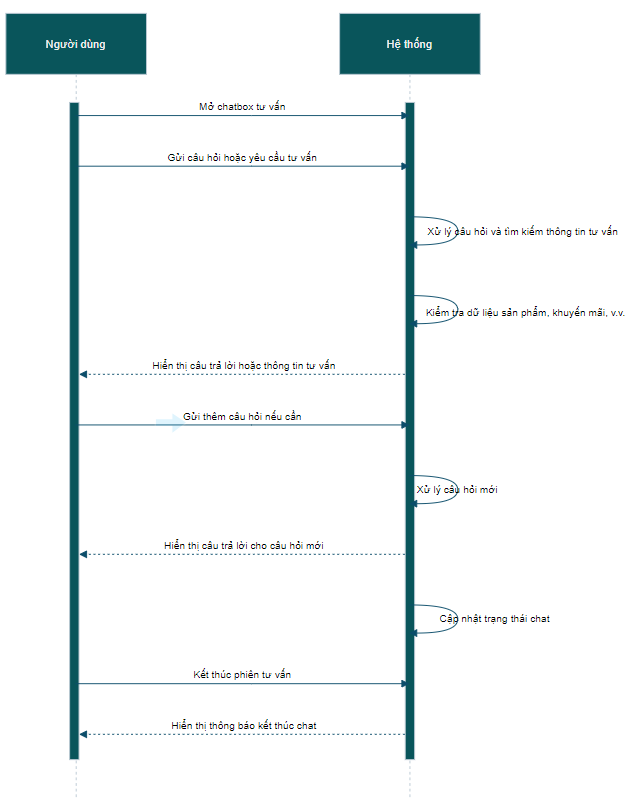 Người dùng
Hệ thống
Mở chatbox tư vấn
Gửi câu hỏi hoặc yêu cầu tư vấn
Xử lý câu hỏi và tìm kiếm thông tin tư vấn
Kiểm tra dữ liệu sản phẩm, khuyến mãi, v.v.
Hiển thị câu trả lời hoặc thông tin tư vấn
Gửi thêm câu hỏi nếu cần
Xử lý câu hỏi mới
Hiển thị câu trả lời cho câu hỏi mới
Cập nhật trạng thái chat
Kết thúc phiên tư vấn
Hiển thị thông báo kết thúc chat